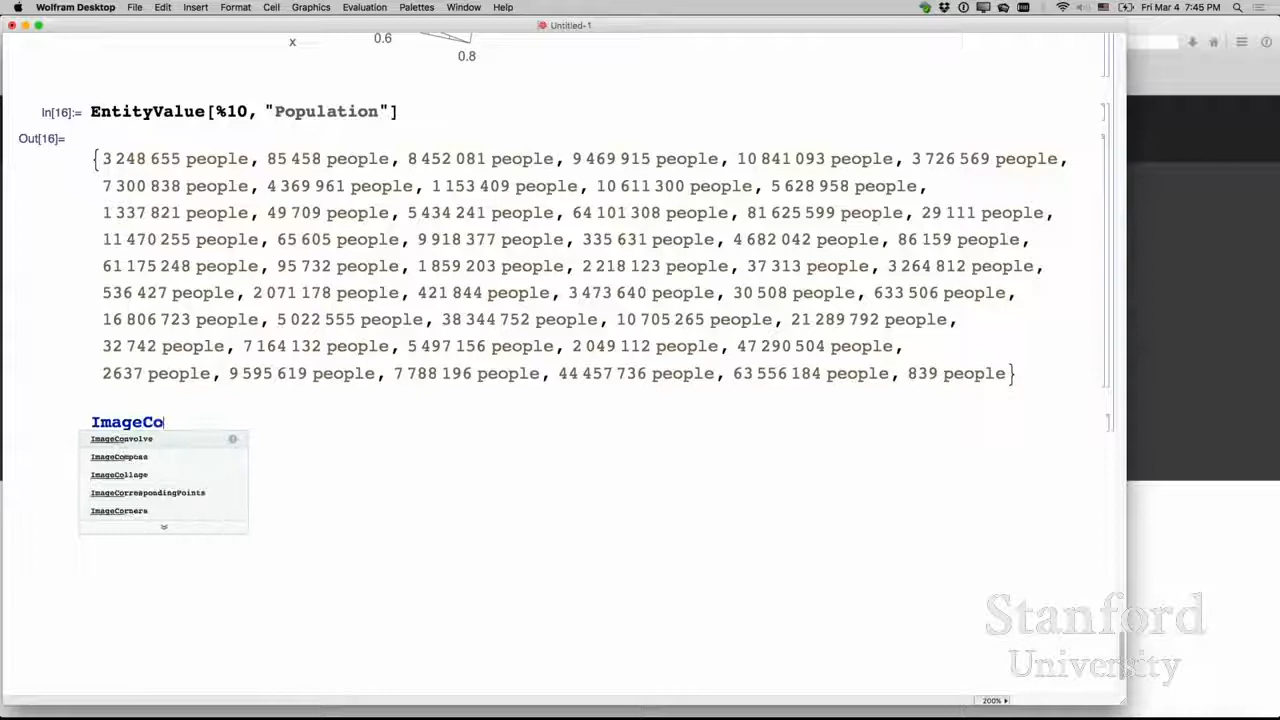 Wolfram Desktop File Edit Insert Format Cell Graphics Evaluation Palettes Window Help Fri Mar 4 7:45 PM
Untitled-1
x 0.6
0.8
In[16]:= EntityValue[%10, "Population"]
Out[16]=
{3 248 655 people, 85 458 people, 8 452 081 people, 9 469 915 people, 10 841 093 people, 3 726 569 people,
7 300 838 people, 4 369 961 people, 1 153 409 people, 10 611 300 people, 5 628 958 people,
1 337 821 people, 49 709 people, 5 434 241 people, 64 101 308 people, 81 625 599 people, 29 111 people,
11 470 255 people, 65 605 people, 9 918 377 people, 335 631 people, 4 682 042 people, 86 159 people,
61 175 248 people, 95 732 people, 1 859 203 people, 2 218 123 people, 37 313 people, 3 264 812 people,
536 427 people, 2 071 178 people, 421 844 people, 3 473 640 people, 30 508 people, 633 506 people,
16 806 723 people, 5 022 555 people, 38 344 752 people, 10 705 265 people, 21 289 792 people,
32 742 people, 7 164 132 people, 5 497 156 people, 2 049 112 people, 47 290 504 people,
2637 people, 9 595 619 people, 7 788 196 people, 44 457 736 people, 63 556 184 people, 839 people}
ImageCo
ImageConvolve
ImageCompose
ImageCollage
ImageCorrespondingPoints
ImageCorners
Stanford
University
200%